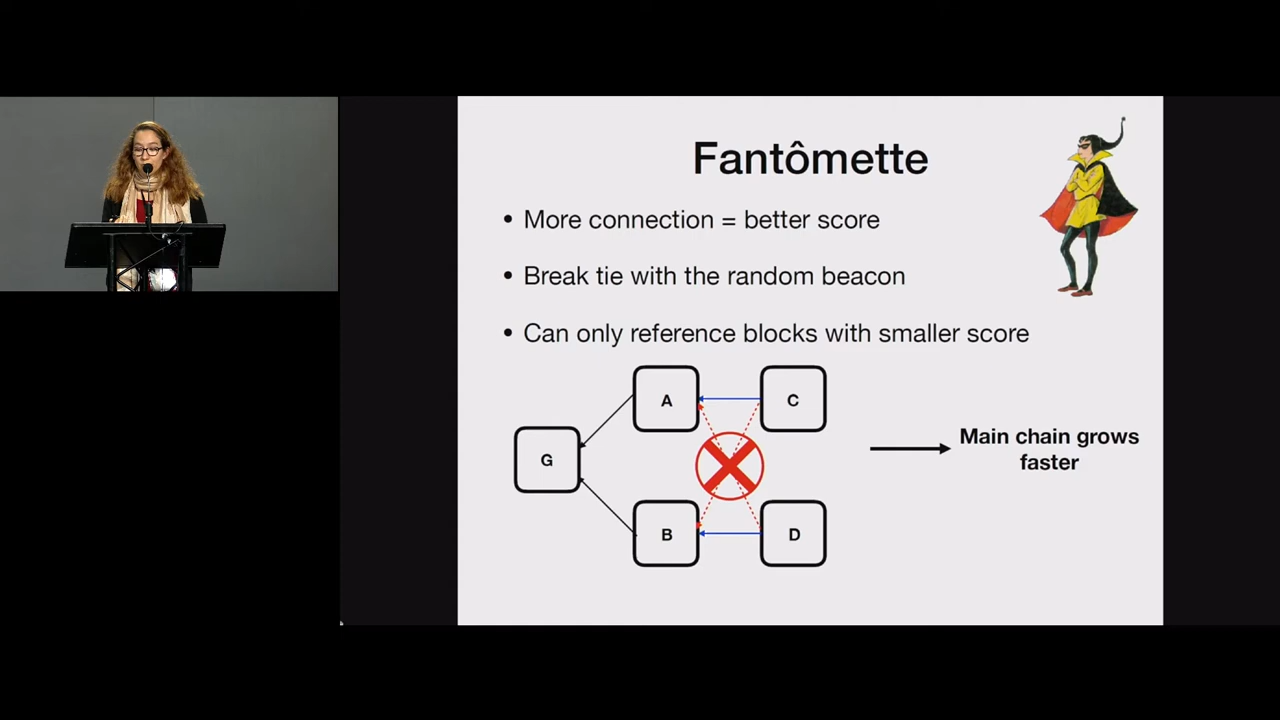 Fantômette
• More connection = better score
• Break tie with the random beacon
• Can only reference blocks with smaller score
A
C
G
Main chain grows
faster
B
D